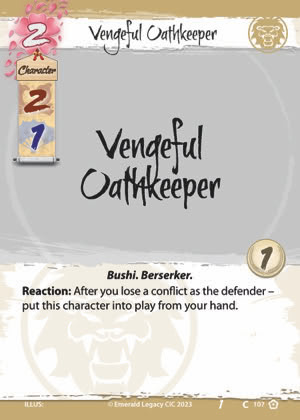 2
Vengeful Oathkeeper
Character
2
1
Vengeful
Oathkeeper
1
Bushi. Berserker.
Reaction: After you lose a conflict as the defender –
put this character into play from your hand.
ILLUS:
© Emerald Legacy CIC 2023
1
C 107